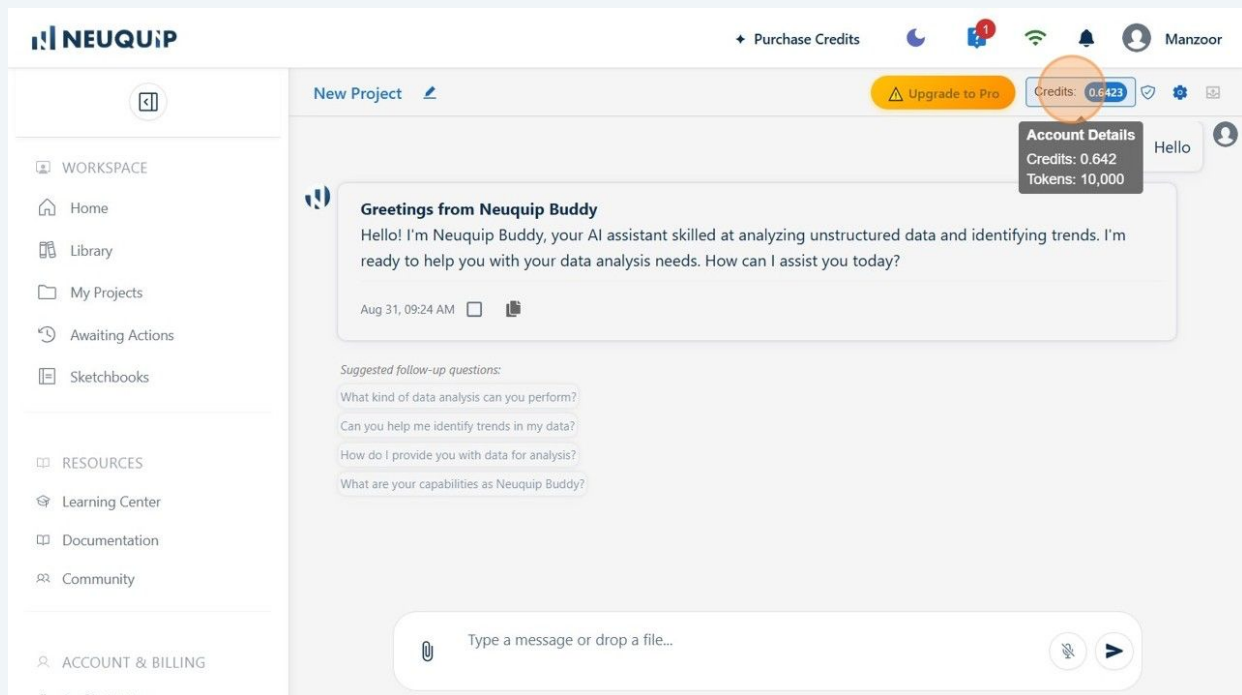 NEUQUIP
Purchase Credits
1
Manzoor
New Project
Upgrade to Pro
Credits: 0.6423
Account Details
Credits: 0.642
Tokens: 10,000
Hello
WORKSPACE
Home
Library
My Projects
Awaiting Actions
Sketchbooks
RESOURCES
Learning Center
Documentation
Community
ACCOUNT & BILLING
Greetings from Neuquip Buddy
Hello! I'm Neuquip Buddy, your AI assistant skilled at analyzing unstructured data and identifying trends. I'm
ready to help you with your data analysis needs. How can I assist you today?
Aug 31, 09:24 AM
Suggested follow-up questions:
What kind of data analysis can you perform?
Can you help me identify trends in my data?
How do I provide you with data for analysis?
What are your capabilities as Neuquip Buddy?
Type a message or drop a file...